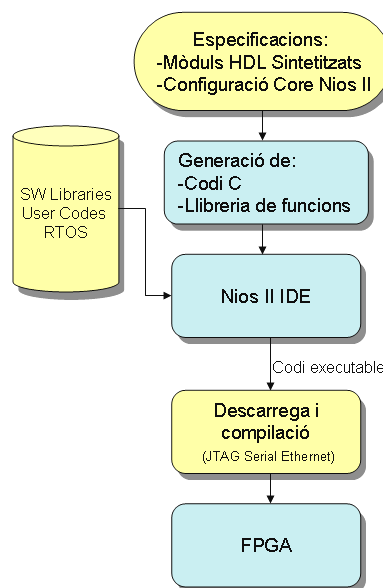 Especificacions:
-Mòduls HDL Sintetitzats
-Configuració Core Nios II
Generació de:
-Codi C
-Llibreria de funcions
SW Libraries
User Codes
RTOS
Nios II IDE
Codi executable
Descarrega i
compilació
(JTAG Serial Ethernet)
FPGA